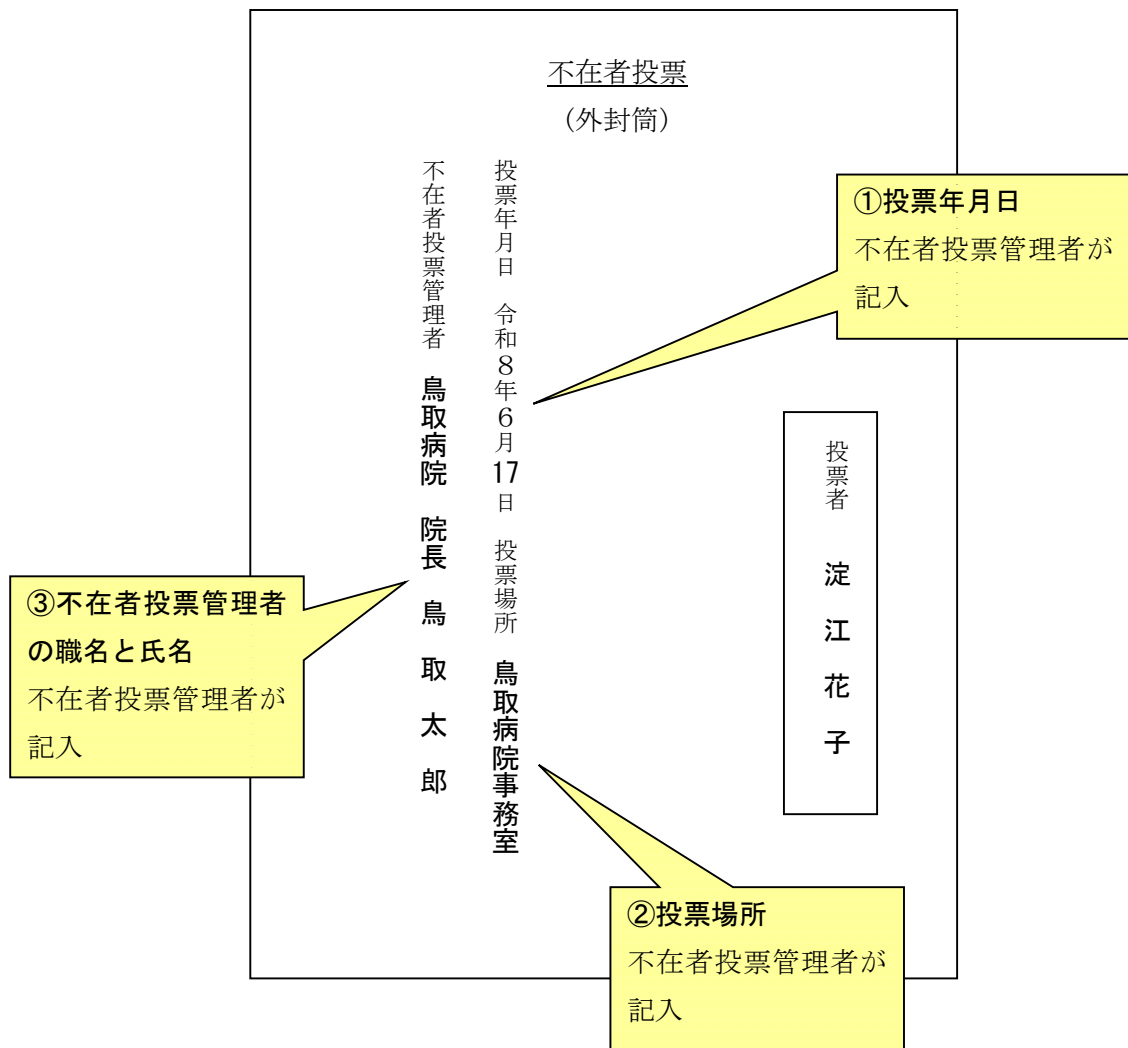 不在者投票
（外封筒）
投票者　淀江花子
投票年月日　令和８年６月17日　投票場所　鳥取病院事務室
不在者投票管理者　鳥取病院　院長　鳥取太郎
①投票年月日
不在者投票管理者が
記入
②投票場所
不在者投票管理者が
記入
③不在者投票管理者
の職名と氏名
不在者投票管理者が
記入